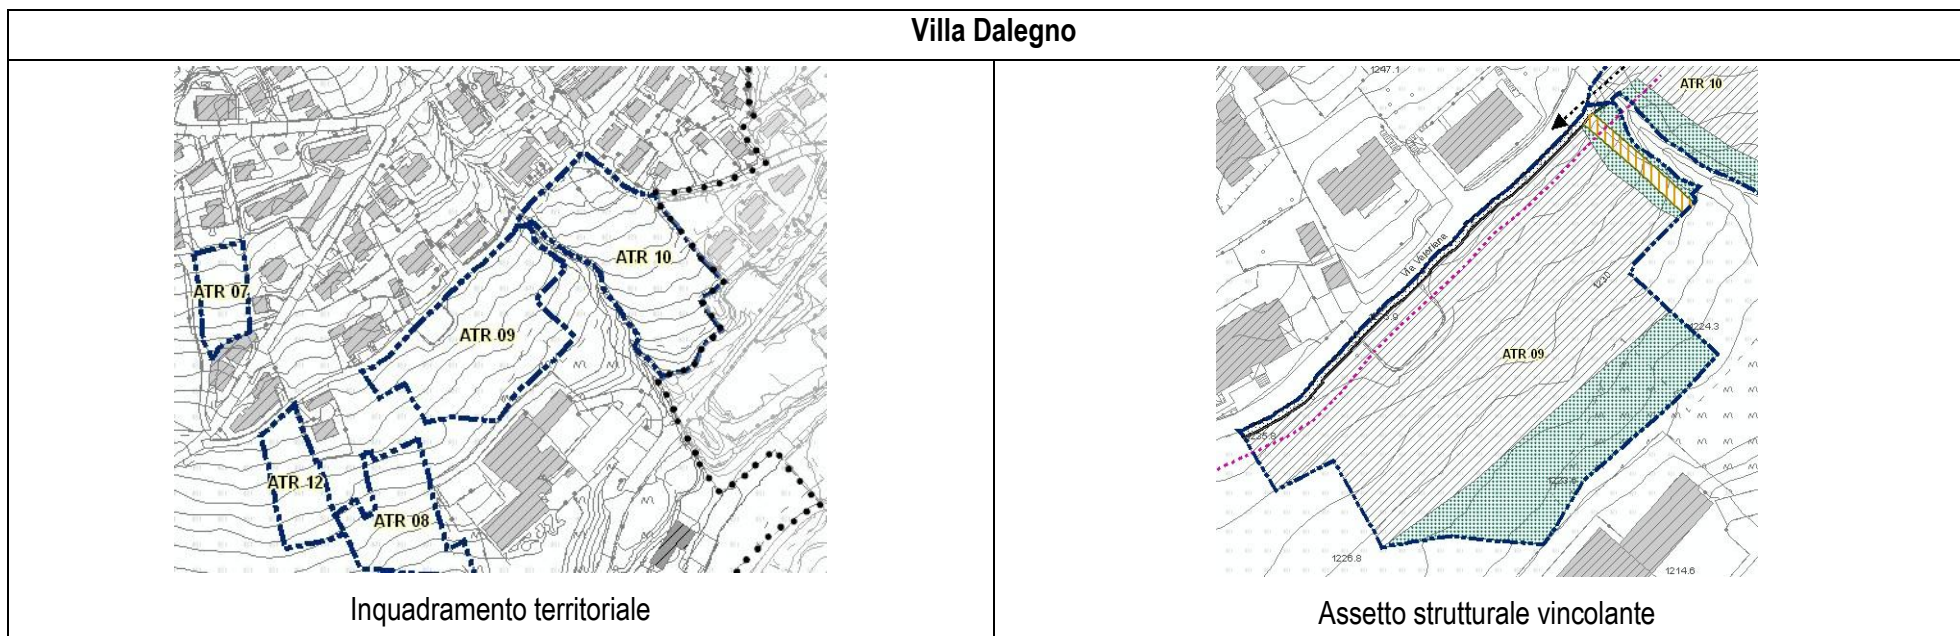 Villa Dalegno
ATR 07
ATR 10
ATR 09
ATR 12
ATR 08
Inquadramento territoriale
1247.1
ATR 10
Via Valeriana
1230
1224.3
ATR 09
1226.8
1214.6
Assetto strutturale vincolante